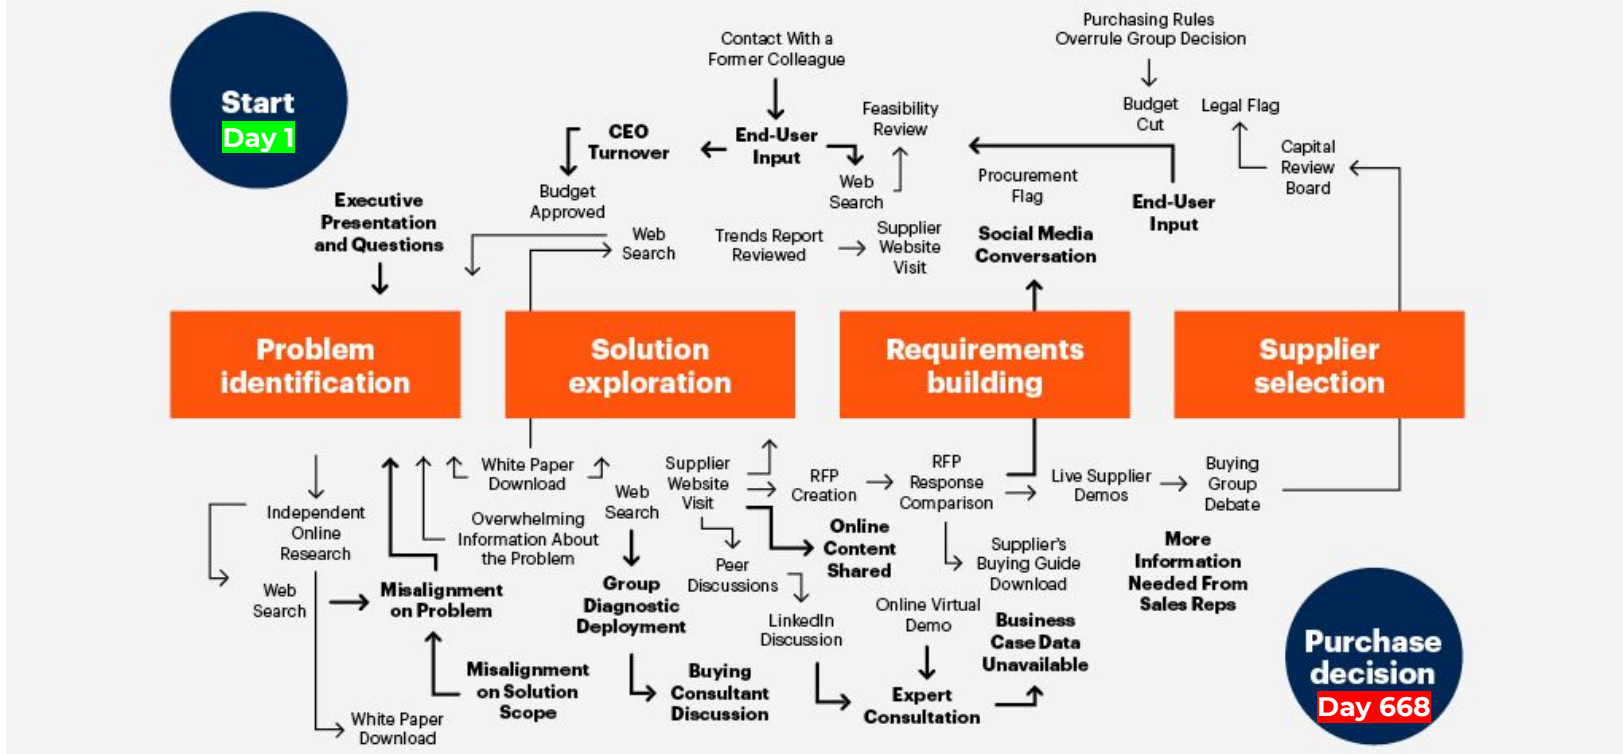 Start
Day 1
Contact With a
Former Colleague
Purchasing Rules
Overrule Group Decision
Feasibility
Review
Budget
Cut
Legal Flag
CEO
Turnover
End-User
Input
Capital
Review
Board
Web
Search
Procurement
Flag
Budget
Approved
Executive
Presentation
and Questions
End-User
Input
Web
Search
Trends Report
Reviewed
Supplier
Website
Visit
Social Media
Conversation
Problem
identification
Solution
exploration
Requirements
building
Supplier
selection
White Paper
Download
Supplier
Website
Visit
RFP
Creation
RFP
Response
Comparison
Live Supplier
Demos
Buying
Group
Debate
Web
Search
Independent
Online
Research
Overwhelming
Information About
the Problem
Online
Content
Shared
Supplier's
Buying Guide
Download
More
Information
Needed From
Sales Reps
Peer
Discussions
Web
Search
Misalignment
on Problem
Group
Diagnostic
Deployment
LinkedIn
Discussion
Online Virtual
Demo
Business
Case Data
Unavailable
Misalignment
on Solution
Scope
Buying
Consultant
Discussion
Expert
Consultation
White Paper
Download
Purchase
decision
Day 668